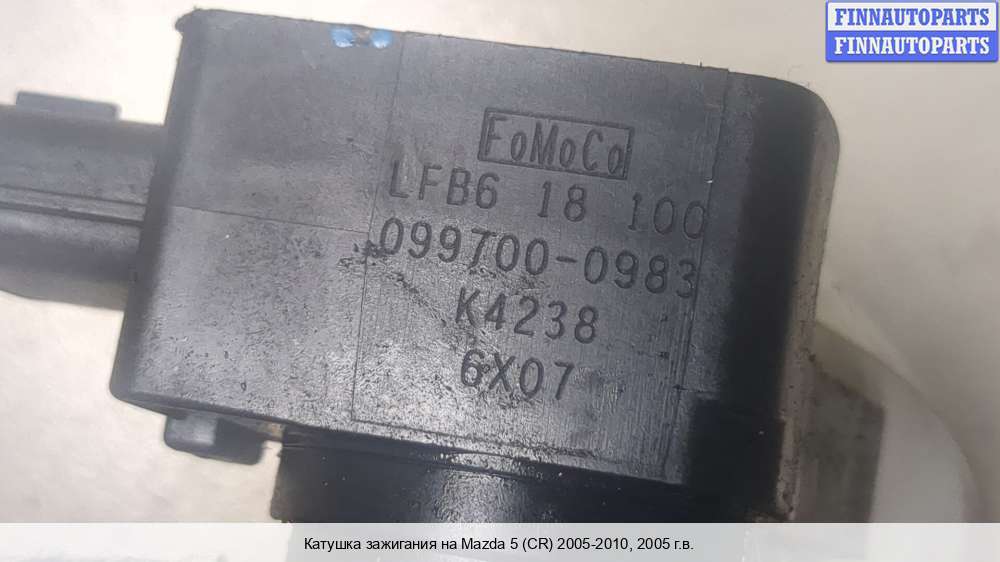 FINNAUTOPARTS
FINNAUTOPARTS
FoMoCo
LFB6 18 100
099700-0983
K4238
6X07
Катушка зажигания на Mazda 5 (CR) 2005-2010, 2005 г.в.